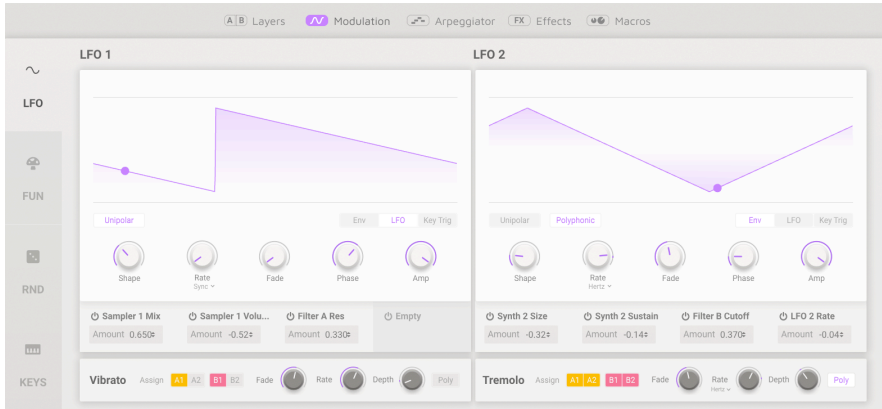 A B Layers Modulation Arpeggiator FX Effects Macros
LFO 1
LFO 2
LFO
FUN
RND
KEYS
Unipolar Env LFO Key Trig
Shape Rate Fade Phase Amp
Sync
Sampler 1 Mix Sampler 1 Volu... Filter A Res Empty
Amount 0.650 Amount -0.52 Amount 0.330
Unipolar Polyphonic Env LFO Key Trig
Shape Rate Fade Phase Amp
Hertz
Synth 2 Size Synth 2 Sustain Filter B Cutoff LFO 2 Rate
Amount -0.32 Amount -0.14 Amount 0.370 Amount -0.04
Vibrato Assign A1 A2 B1 B2 Fade Rate Depth Poly
Tremolo Assign A1 A2 B1 B2 Fade Rate Depth Poly
Hertz